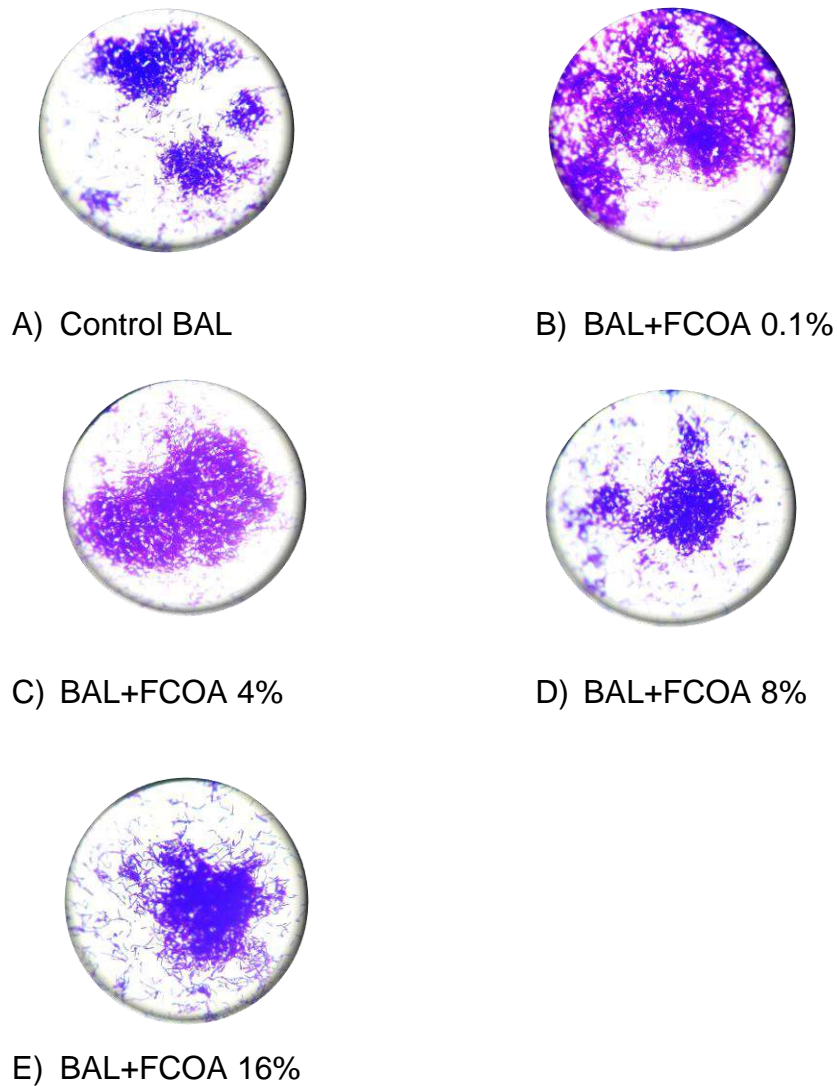 A) Control BAL
B) BAL+FCOA 0.1%
C) BAL+FCOA 4%
D) BAL+FCOA 8%
E) BAL+FCOA 16%